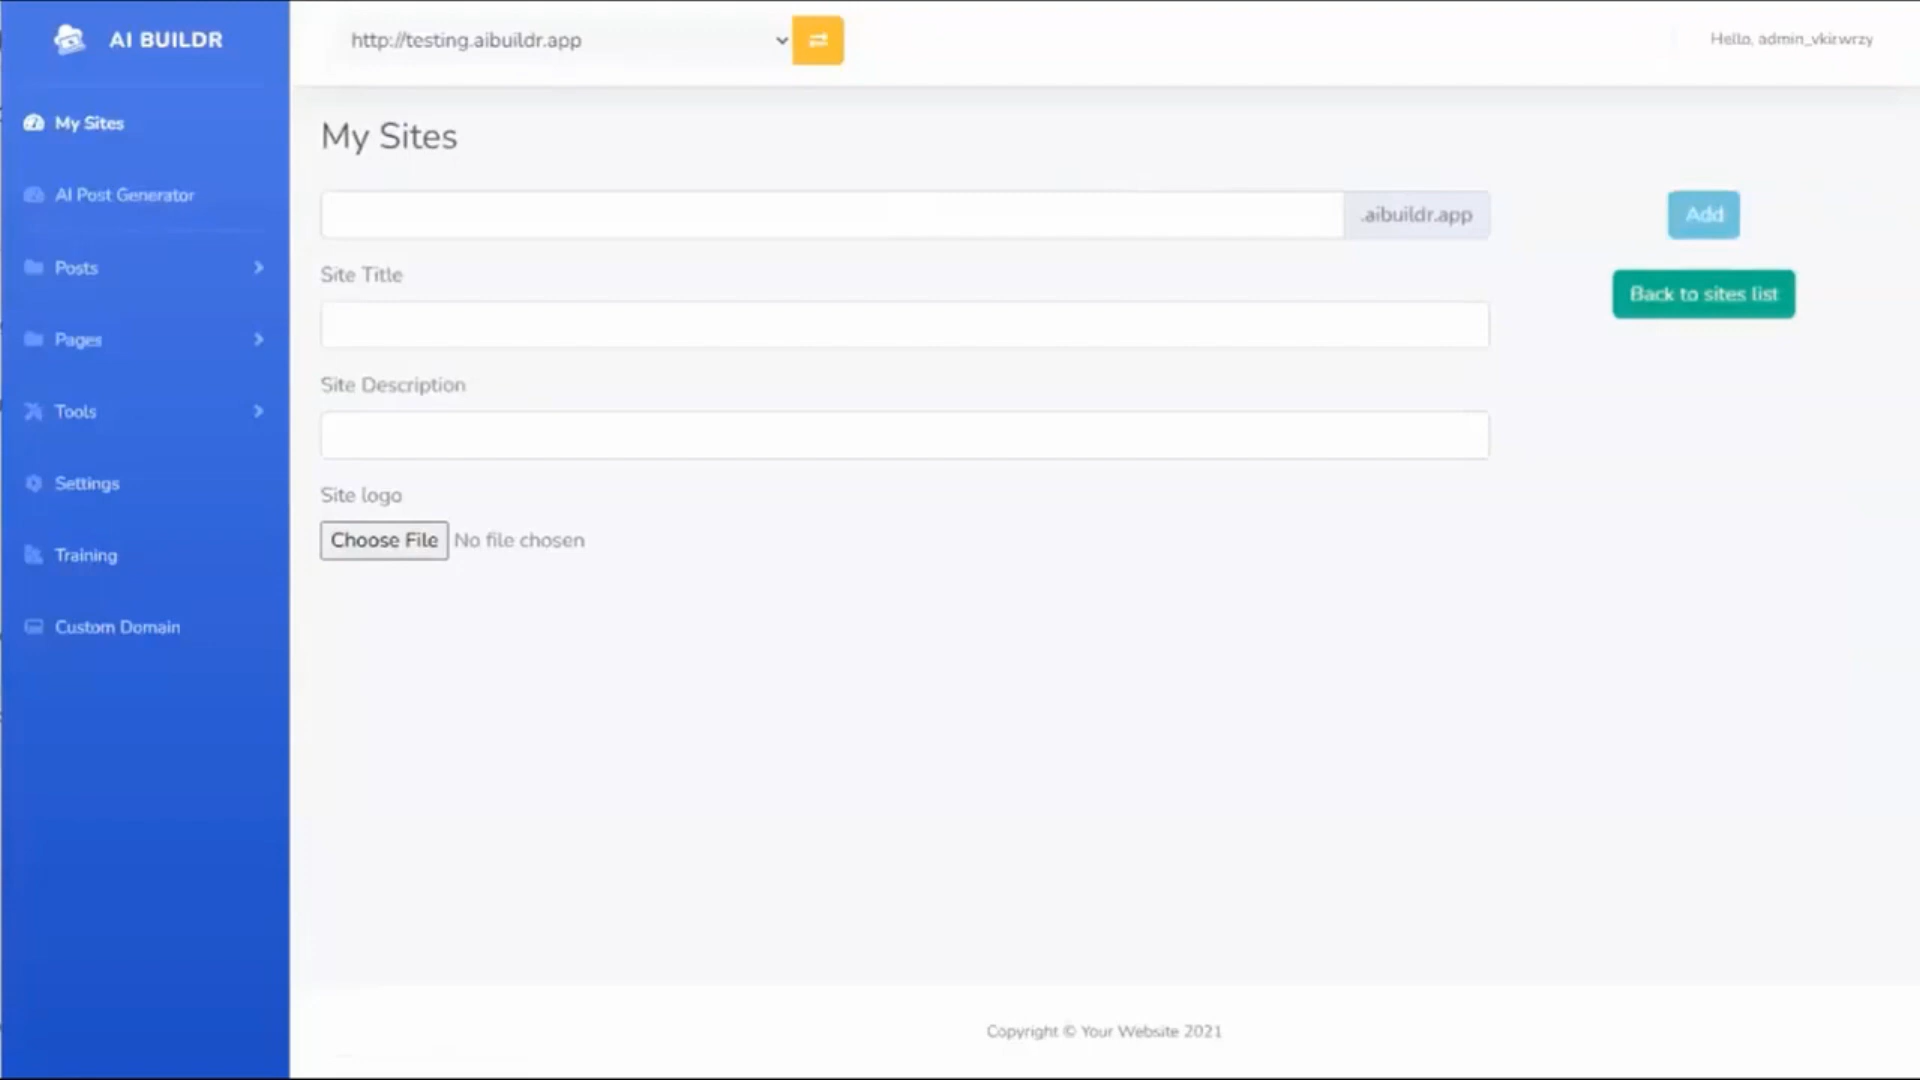 AI BUILDR
http://testing.aibuildr.app
Hello, admin_vkirwrzy
My Sites
AI Post Generator
Posts
Pages
Tools
Settings
Training
Custom Domain
My Sites
.aibuildr.app
Add
Site Title
Back to sites list
Site Description
Site logo
Choose File No file chosen
Copyright © Your Website 2021